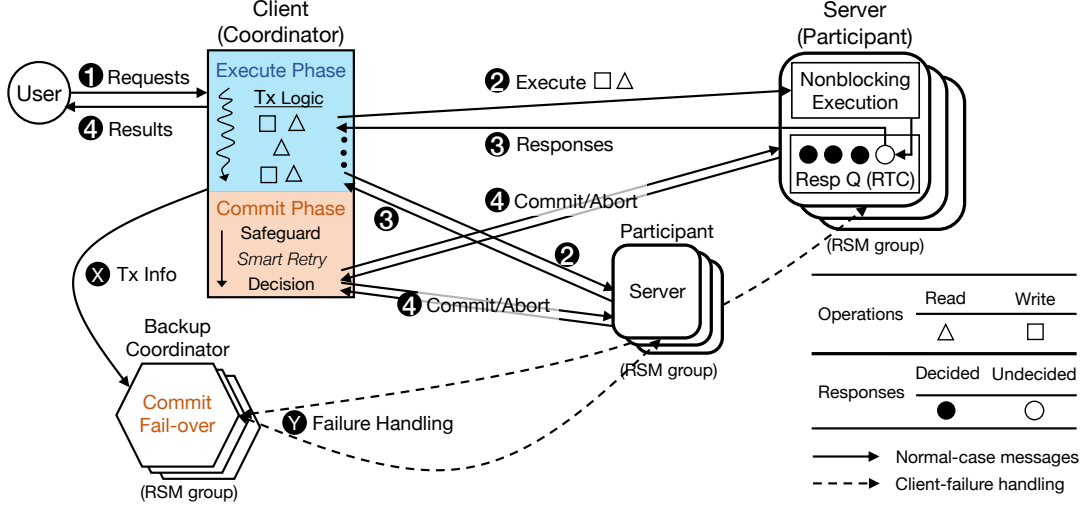 Client
(Coordinator)
Server
(Participant)
User
1 Requests
4 Results
Execute Phase
Tx Logic
2 Execute
Nonblocking
Execution
3 Responses
Resp Q (RTC)
(RSM group)
Commit Phase
Safeguard
Smart Retry
Decision
4 Commit/Abort
3
2
Participant
Server
(RSM group)
4 Commit/Abort
X Tx Info
Backup
Coordinator
Commit
Fail-over
(RSM group)
Y Failure Handling
Operations
Read Write
Responses
Decided Undecided
Normal-case messages
Client-failure handling